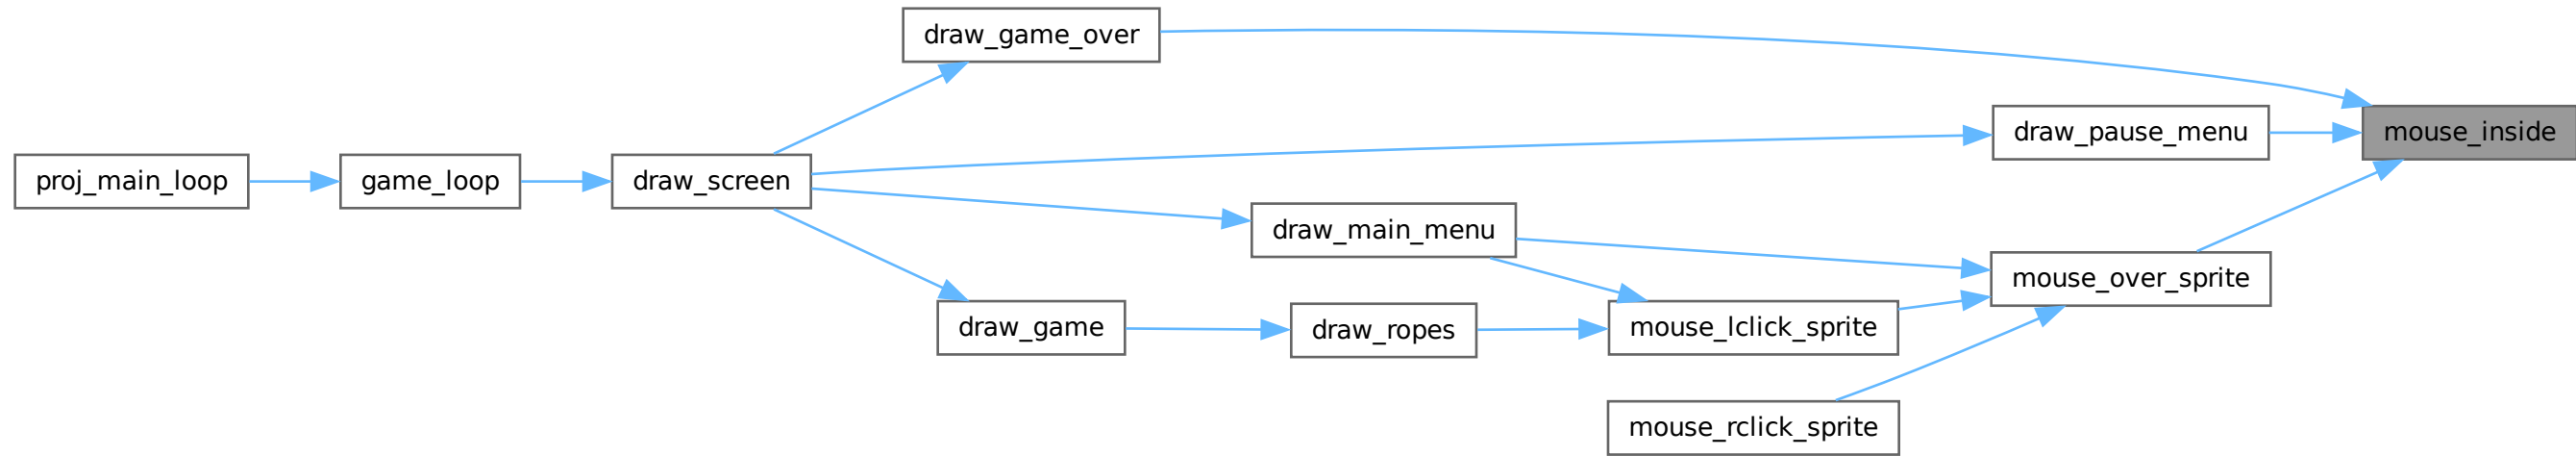 draw_game_over
draw_pause_menu
mouse_inside
proj_main_loop
game_loop
draw_screen
draw_main_menu
mouse_over_sprite
draw_game
draw_ropes
mouse_lclick_sprite
mouse_rclick_sprite